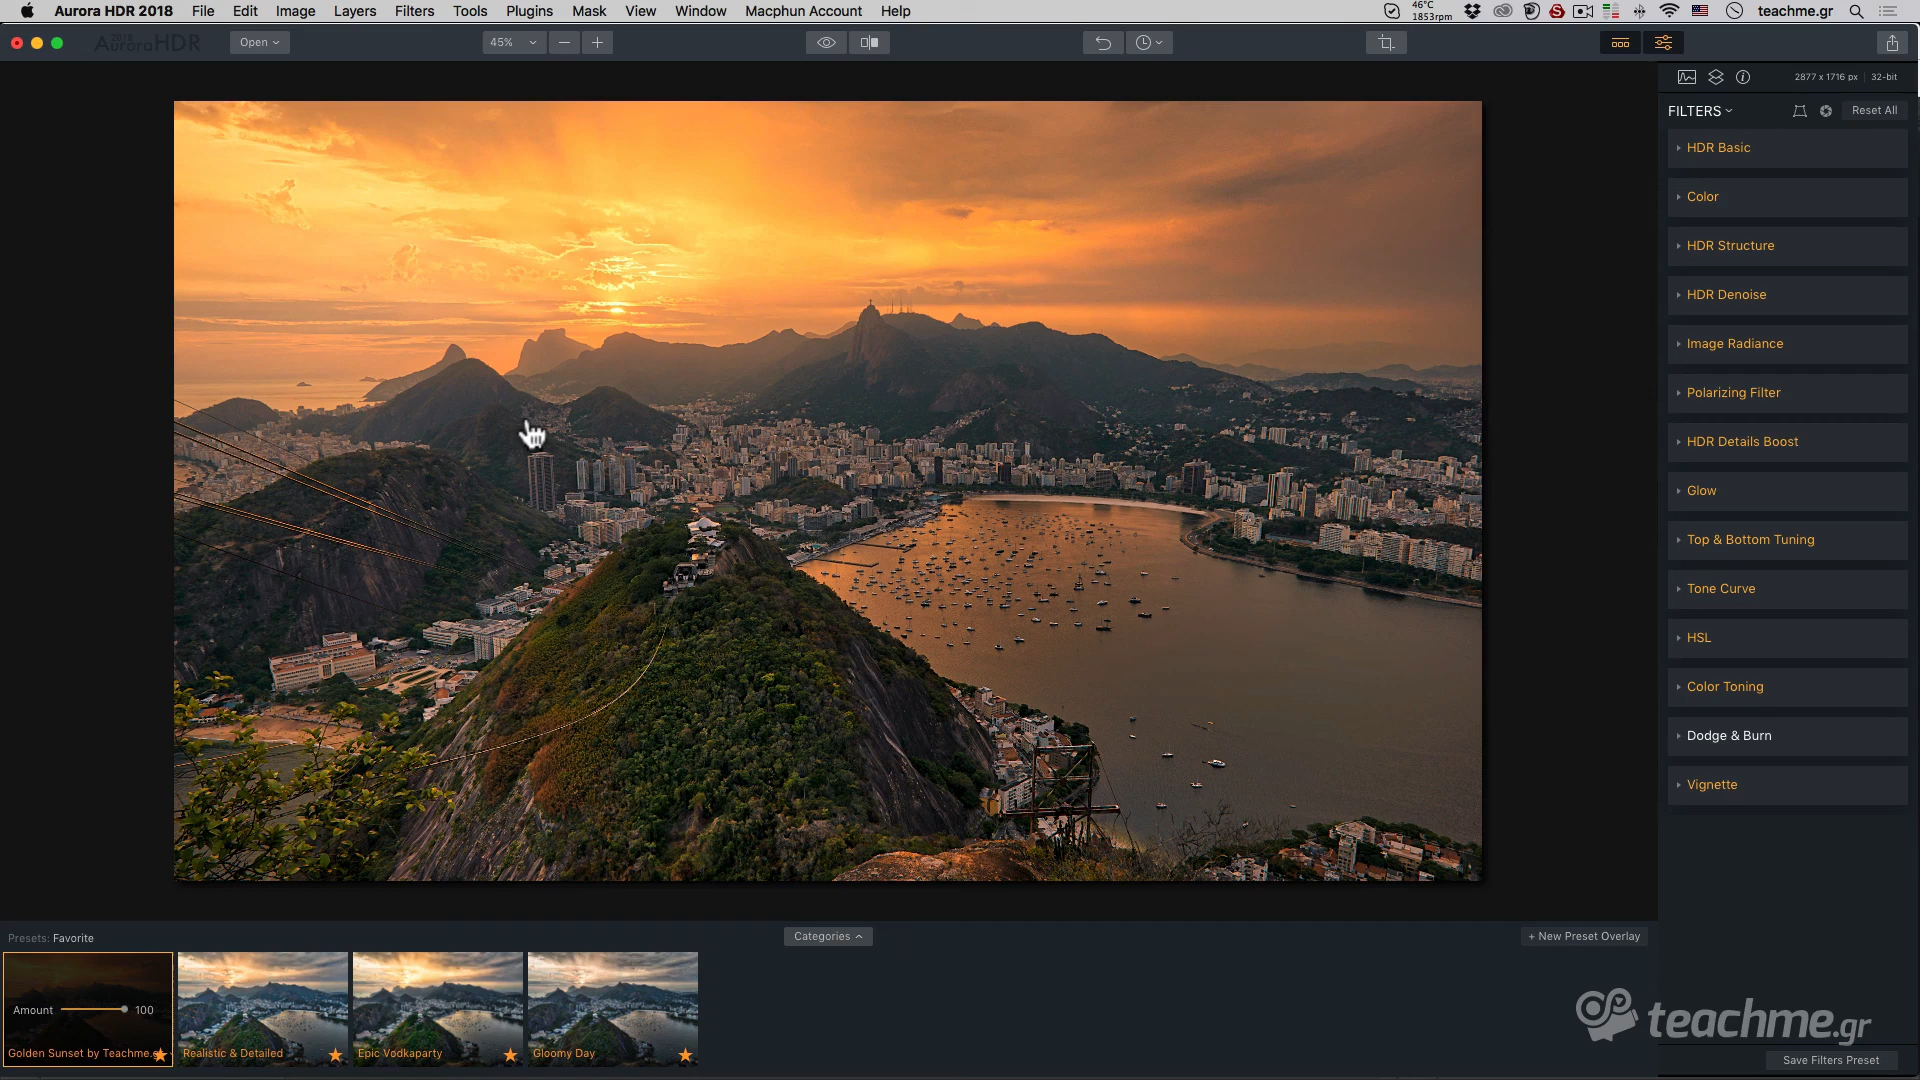 Aurora HDR 2018 File Edit Image Layers Filters Tools Plugins Mask View Window Macphun Account Help 46°C 1853rpm teachme.gr
2018
AuroraHDR Open 45%
2877 x 1716 px 32-bit
FILTERS Reset All
HDR Basic
Color
HDR Structure
HDR Denoise
Image Radiance
Polarizing Filter
HDR Details Boost
Glow
Top & Bottom Tuning
Tone Curve
HSL
Color Toning
Dodge & Burn
Vignette
Presets: Favorite Categories + New Preset Overlay
Amount 100
Golden Sunset by Teachme.g Realistic & Detailed Epic Vodkaparty Gloomy Day
teachme.gr
Save Filters Preset